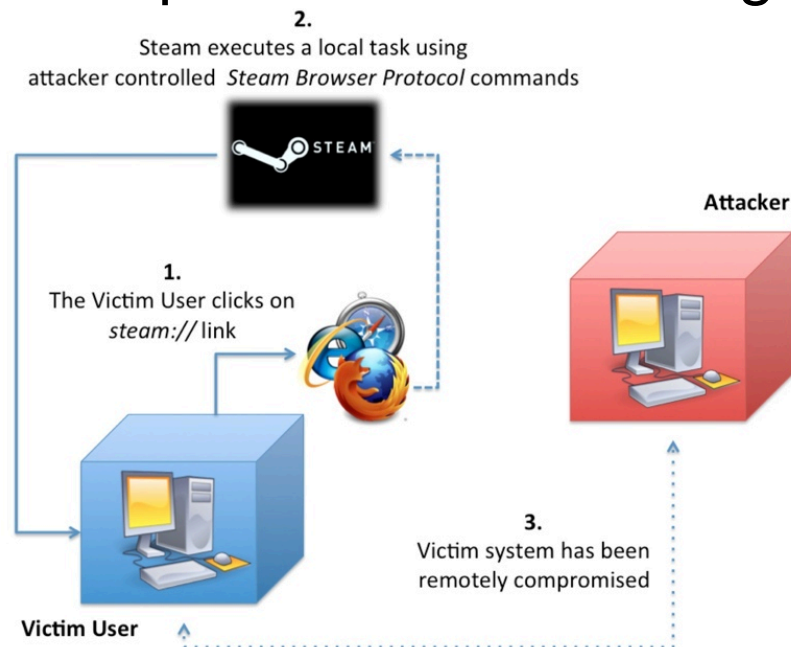 2.
Steam executes a local task using
attacker controlled Steam Browser Protocol commands
STEAM
Attacker
1.
The Victim User clicks on
steam:// link
3.
Victim system has been
remotely compromised
Victim User